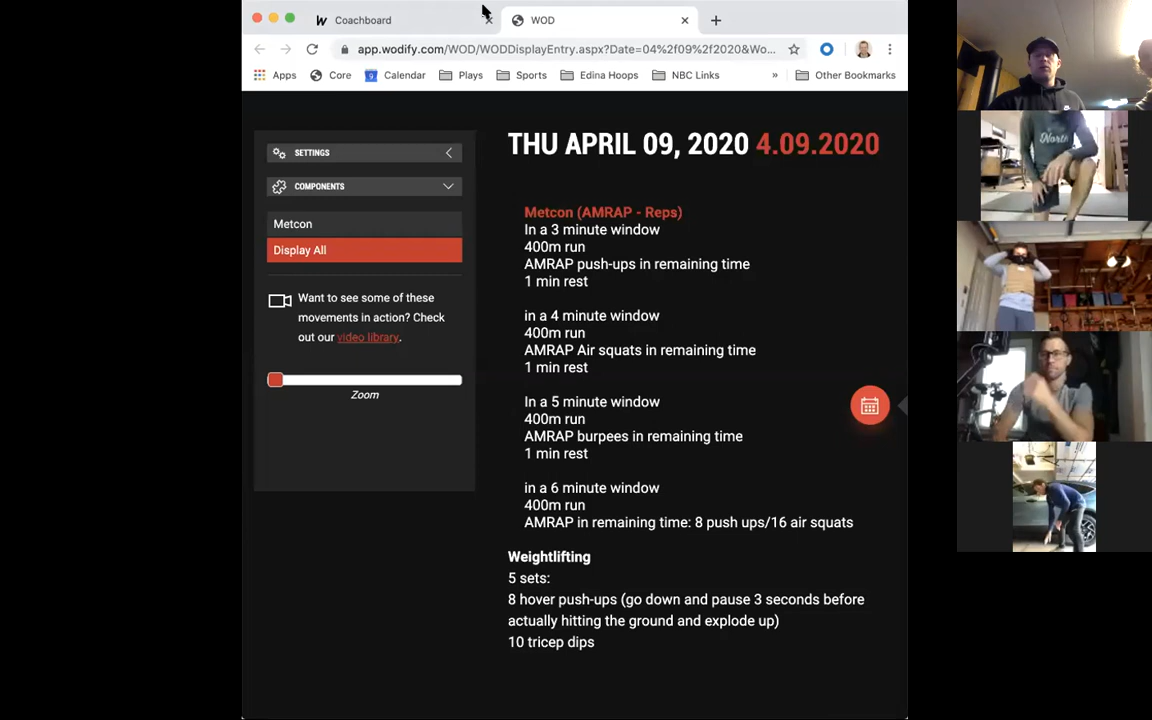 Coachboard
WOD
app.wodify.com/WOD/WODDisplayEntry.aspx?Date=04%2f09%2f2020&Wo...
Apps
Core
9
Calendar
Plays
Sports
Edina Hoops
NBC Links
»
Other Bookmarks
SETTINGS
COMPONENTS
Metcon
Display All
Want to see some of these
movements in action? Check
out our video library.
Zoom
THU APRIL 09, 2020 4.09.2020
Metcon (AMRAP - Reps)
In a 3 minute window
400m run
AMRAP push-ups in remaining time
1 min rest
in a 4 minute window
400m run
AMRAP Air squats in remaining time
1 min rest
In a 5 minute window
400m run
AMRAP burpees in remaining time
1 min rest
in a 6 minute window
400m run
AMRAP in remaining time: 8 push ups/16 air squats
Weightlifting
5 sets:
8 hover push-ups (go down and pause 3 seconds before
actually hitting the ground and explode up)
10 tricep dips
North